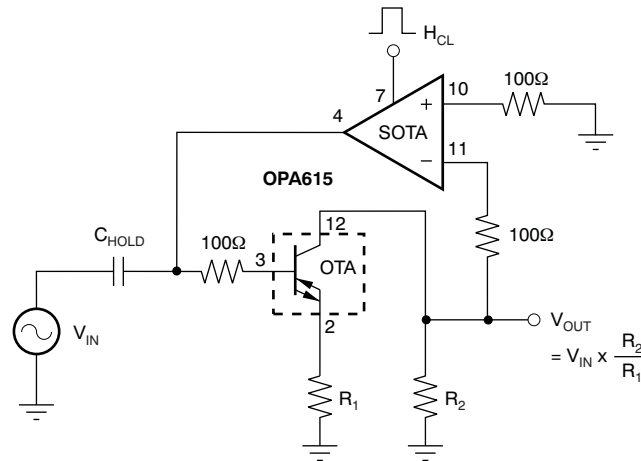 H_CL
7
10
100Ω
4
+
SOTA
11
−
OPA615
C_HOLD
100Ω
12
100Ω
3
OTA
V_IN
2
V_OUT
= V_IN x R_2/R_1
R_1
R_2